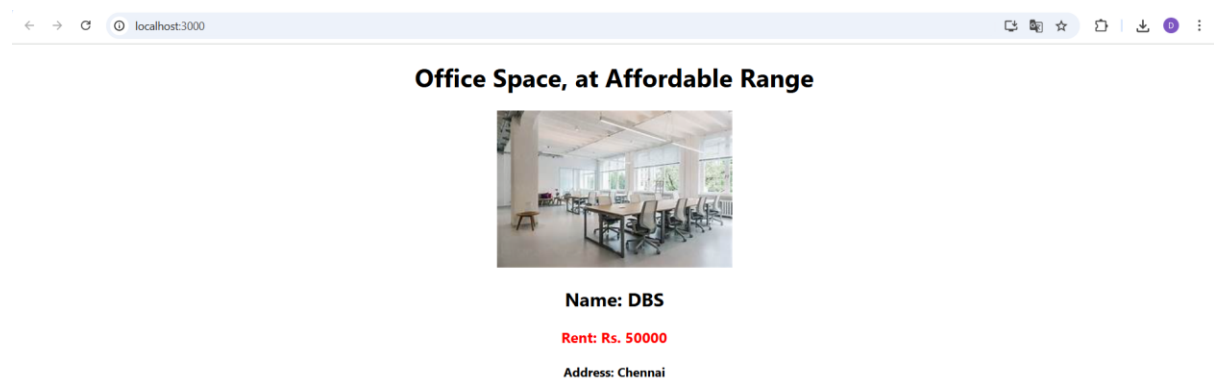 localhost:3000
D
Office Space, at Affordable Range
Name: DBS
Rent: Rs. 50000
Address: Chennai